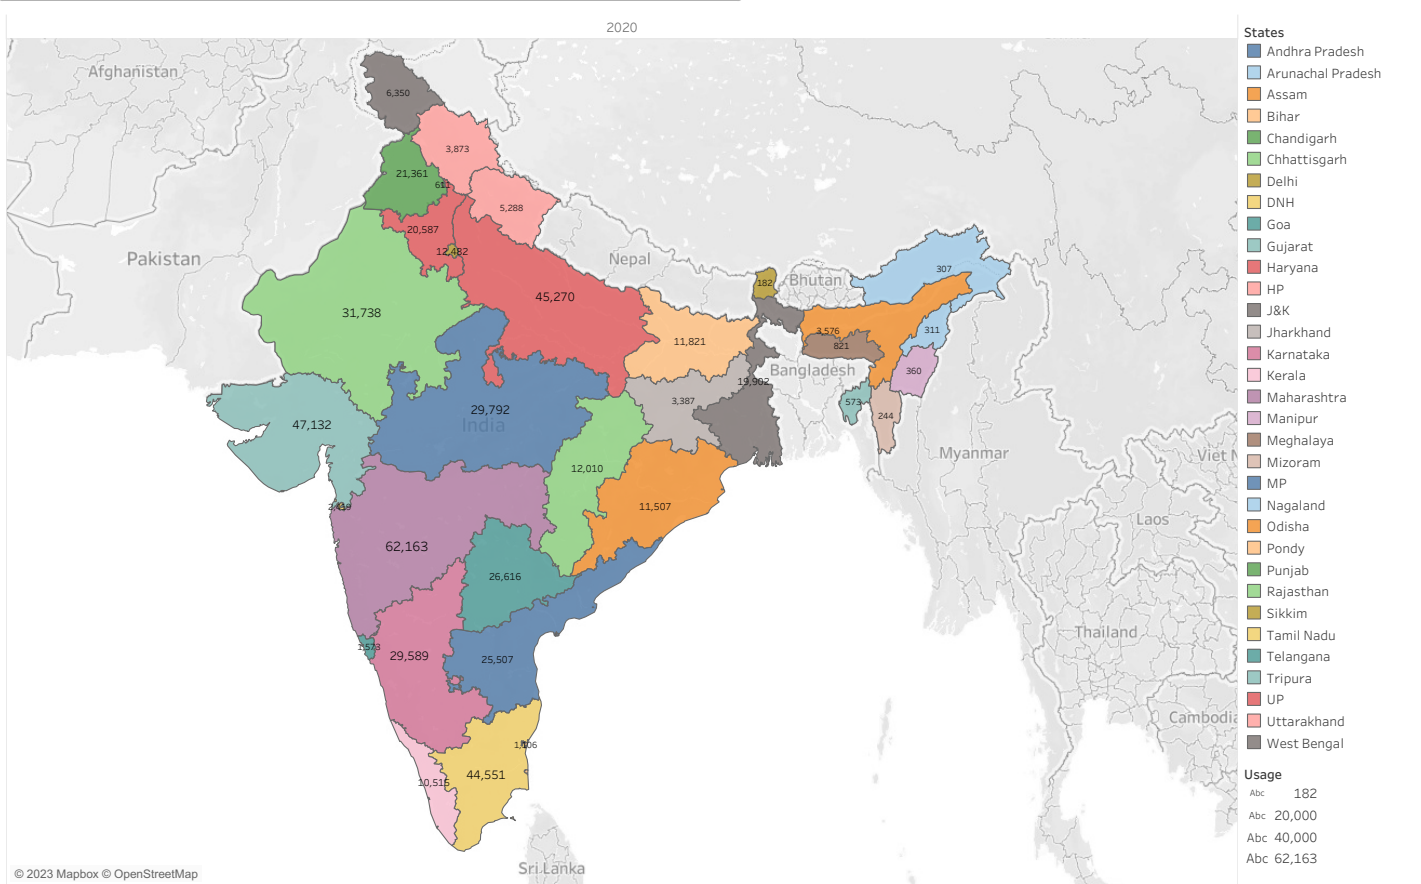 2020
Afghanistan
6,350
3,873
21,361
5,288
20,587
12,482
Pakistan
Nepal
Bhutan
182
307
45,270
31,738
3,576
311
821
11,821
Bangladesh
360
19,902
3,387
573
244
29,792
India
47,132
Myanmar
Viet N
12,010
11,507
62,163
Laos
26,616
Thailand
1,573
29,589
25,507
Cambodia
44,551
10,515
Sri Lanka
© 2023 Mapbox © OpenStreetMap
States
Andhra Pradesh
Arunachal Pradesh
Assam
Bihar
Chandigarh
Chhattisgarh
Delhi
DNH
Goa
Gujarat
Haryana
HP
J&K
Jharkhand
Karnataka
Kerala
Maharashtra
Manipur
Meghalaya
Mizoram
MP
Nagaland
Odisha
Pondy
Punjab
Rajasthan
Sikkim
Tamil Nadu
Telangana
Tripura
UP
Uttarakhand
West Bengal
Usage
Abc 182
Abc 20,000
Abc 40,000
Abc 62,163